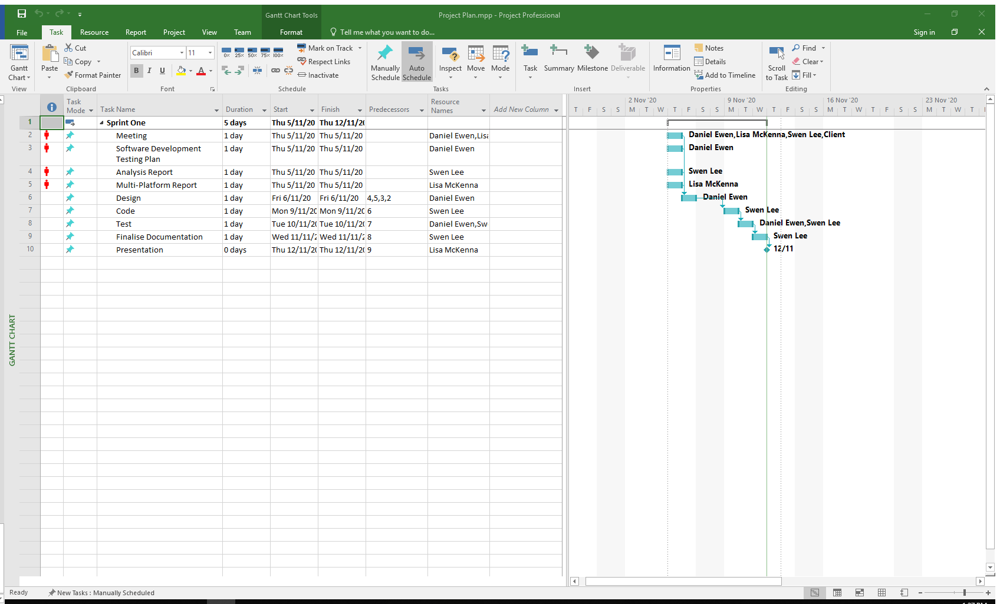 Gantt Chart Tools
Project Plan.mpp - Project Professional
File Task Resource Report Project View Team Format Tell me what you want to do... Sign in
Gantt Chart
View
Paste
Cut
Copy
Format Painter
Clipboard
Calibri 11
B I U A
Font
0% 25% 50% 75% 100%
Mark on Track
Respect Links
Inactivate
Schedule
Manually Schedule
Auto Schedule
Inspect
Move
Mode
Tasks
Task
Summary
Milestone
Deliverable
Insert
Information
Notes
Details
Add to Timeline
Properties
Scroll to Task
Find
Clear
Fill
Editing
GANTT CHART
Task Mode Task Name Duration Start Finish Predecessors Resource Names Add New Column
1 Sprint One 5 days Thu 5/11/20 Thu 12/11/20
2 Meeting 1 day Thu 5/11/20 Thu 5/11/20 Daniel Ewen,Lisa
3 Software Development Testing Plan 1 day Thu 5/11/20 Thu 5/11/20 Daniel Ewen
4 Analysis Report 1 day Thu 5/11/20 Thu 5/11/20 Swen Lee
5 Multi-Platform Report 1 day Thu 5/11/20 Thu 5/11/20 Lisa McKenna
6 Design 1 day Fri 6/11/20 Fri 6/11/20 4,5,3,2 Daniel Ewen
7 Code 1 day Mon 9/11/20 Mon 9/11/20 6 Swen Lee
8 Test 1 day Tue 10/11/20 Tue 10/11/20 7 Daniel Ewen,Sw
9 Finalise Documentation 1 day Wed 11/11/2 Wed 11/11/2 8 Swen Lee
10 Presentation 0 days Thu 12/11/20 Thu 12/11/20 9 Lisa McKenna
2 Nov '20 9 Nov '20 16 Nov '20 23 Nov '20
T F S S M T W T F S S M T W T F S S M T W T F S S M T W T
Daniel Ewen,Lisa McKenna,Swen Lee,Client
Daniel Ewen
Swen Lee
Lisa McKenna
Daniel Ewen
Swen Lee
Daniel Ewen,Swen Lee
Swen Lee
12/11
Ready New Tasks : Manually Scheduled